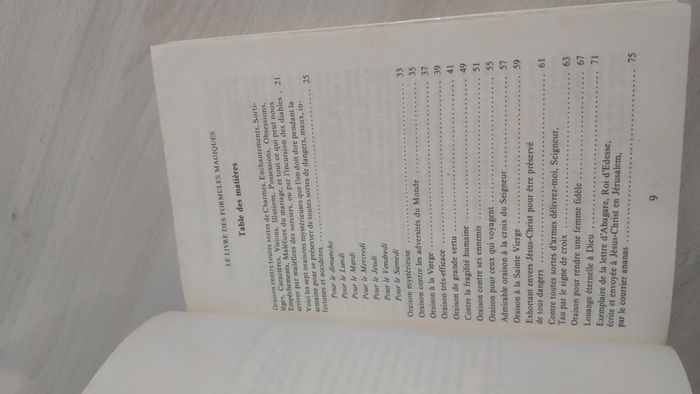 LE LIVRE DES FORMULES MAGIQUES
Table des matières
Oraison contre toutes sortes de Charmes, Enchantements, Sorti-
lèges, Caractères, Visions, Illusions, Possessions, Obsessions,
Empêchements, Maléfices du mariage, et tout ce qui peut nous
arriver par maléfices des sorciers, ou par l'incursion des diables . 21
Voici les sept oraisons mystérieuses que l'on doit dire pendant la
semaine pour se préserver de toutes sortes de dangers, maux, in-
fortunes et accidents ........ 25
Pour le dimanche
Pour le Lundi
Pour le Mardi
Pour le Mercredi
Pour le Jeudi
Pour le Vendredi
Pour le Samedi
Oraison mystérieuse ........ 33
Oraison contre les adversités du Monde ........ 35
Oraison à la Vierge ........ 37
Oraison très-efficace ........ 39
Oraison de grande vertu ........ 41
Contre la fragilité humaine ........ 49
Oraison contre ses ennemis ........ 51
Oraison pour ceux qui voyagent ........ 55
Admirable oraison à la croix du Seigneur ........ 57
Oraison à la Sainte Vierge ........ 59
Exhortant envers Jésus-Christ pour être préservé
de tous dangers ........ 61
Contre toutes sortes d'armes délivrez-moi, Seigneur,
Tau par le signe de croix ........ 63
Oraison pour rendre une femme fidèle ........ 67
Louange éternelle à Dieu ........ 71
Exemplaire de la lettre d'Abagare, Roi d'Edesse,
écrite et envoyée à Jésus-Christ en Jérusalem,
par le courrier ananas ........ 75
9